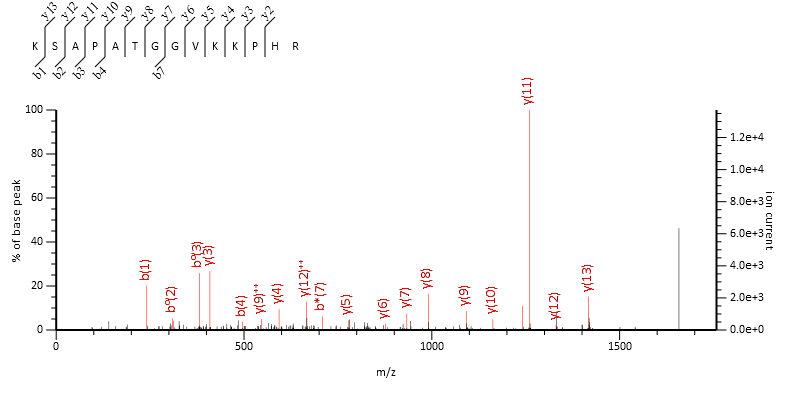 y13 y12 y11 y10 y9 y8 y7 y6 y5 y4 y3 y2
K S A P A T G G V K K P H R
b1 b2 b3 b4 b7
y(11)
100
80
60
40
20
0
% of base peak
b(1)
b°(2)
b°(3)
y(3)
b(4)
y(9)⁺⁺
y(4)
y(12)⁺⁺
b*(7)
y(5)
y(6)
y(7)
y(8)
y(9)
y(10)
y(12)
y(13)
1.2e+4
1.0e+4
8.0e+3
6.0e+3
4.0e+3
2.0e+3
0.0e+0
ion current
0 500 1000 1500
m/z